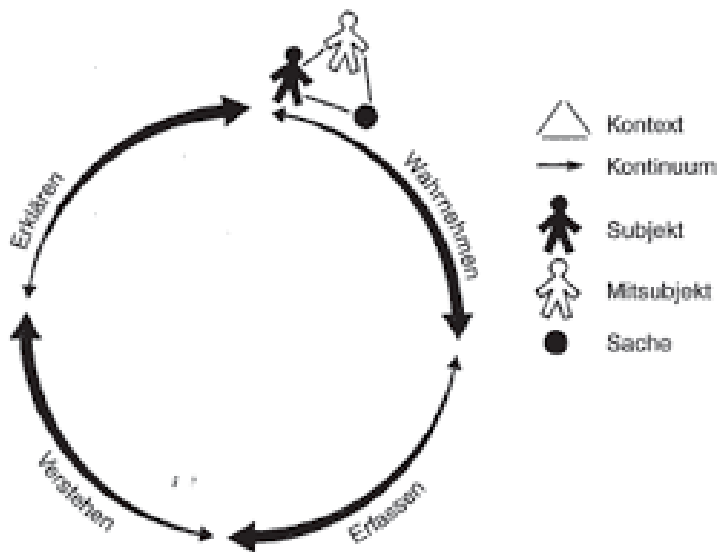 Wahrnehmen
Erklären
Verstehen
Erfassen
Kontext
Kontinuum
Subjekt
Mitsubjekt
Sache